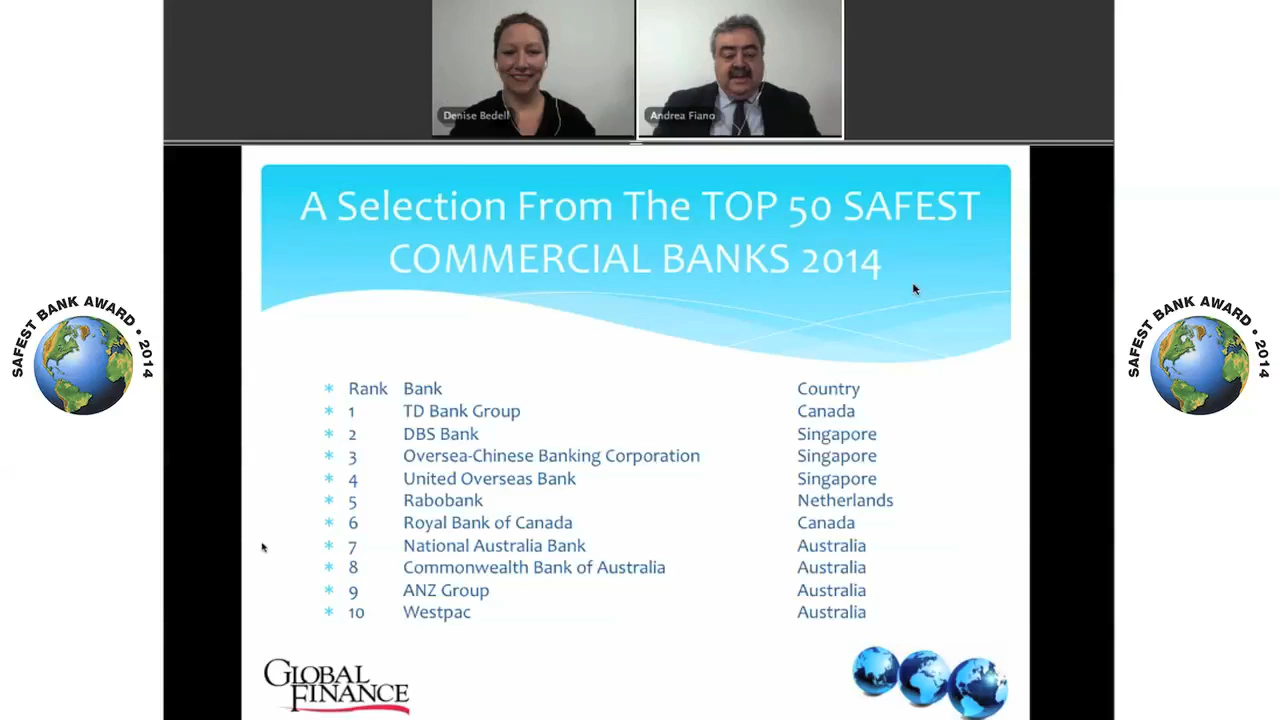 Denise Bedell
Andrea Fiano
A Selection From The TOP 50 SAFEST
COMMERCIAL BANKS 2014
SAFEST BANK AWARD • 2014
SAFEST BANK AWARD • 2014
* Rank Bank Country
* 1 TD Bank Group Canada
* 2 DBS Bank Singapore
* 3 Oversea-Chinese Banking Corporation Singapore
* 4 United Overseas Bank Singapore
* 5 Rabobank Netherlands
* 6 Royal Bank of Canada Canada
* 7 National Australia Bank Australia
* 8 Commonwealth Bank of Australia Australia
* 9 ANZ Group Australia
* 10 Westpac Australia
GLOBAL
FINANCE